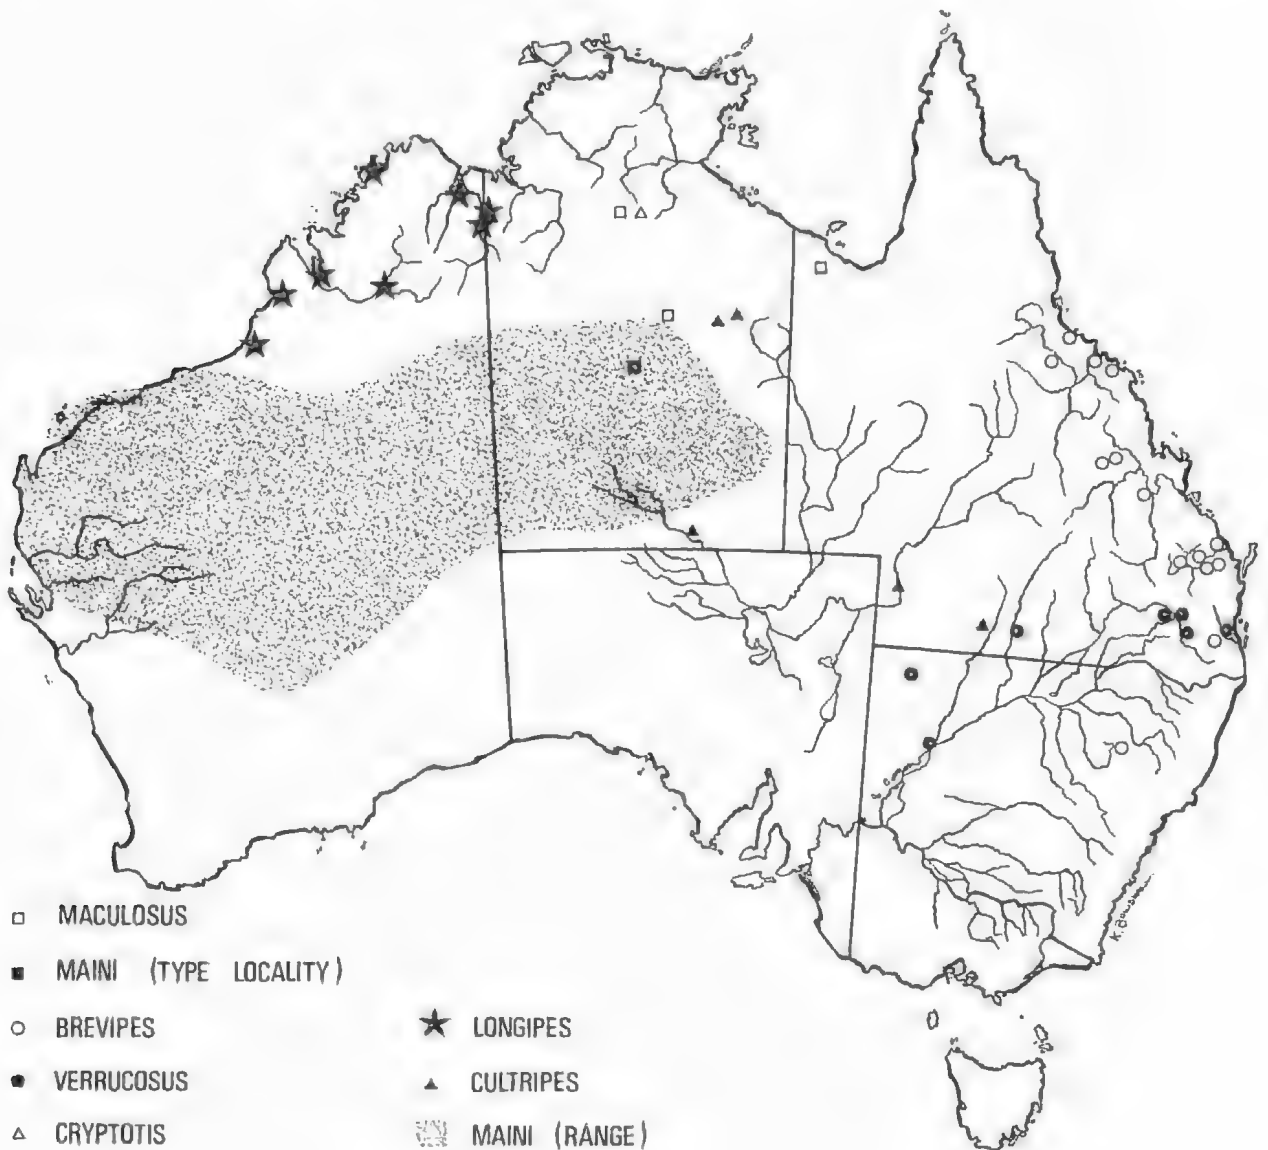 MACULOSUS
MAINI (TYPE LOCALITY)
BREVIPES
VERRUCOSUS
CRYPTOTIS
LONGIPES
CULTRIPES
MAINI (RANGE)